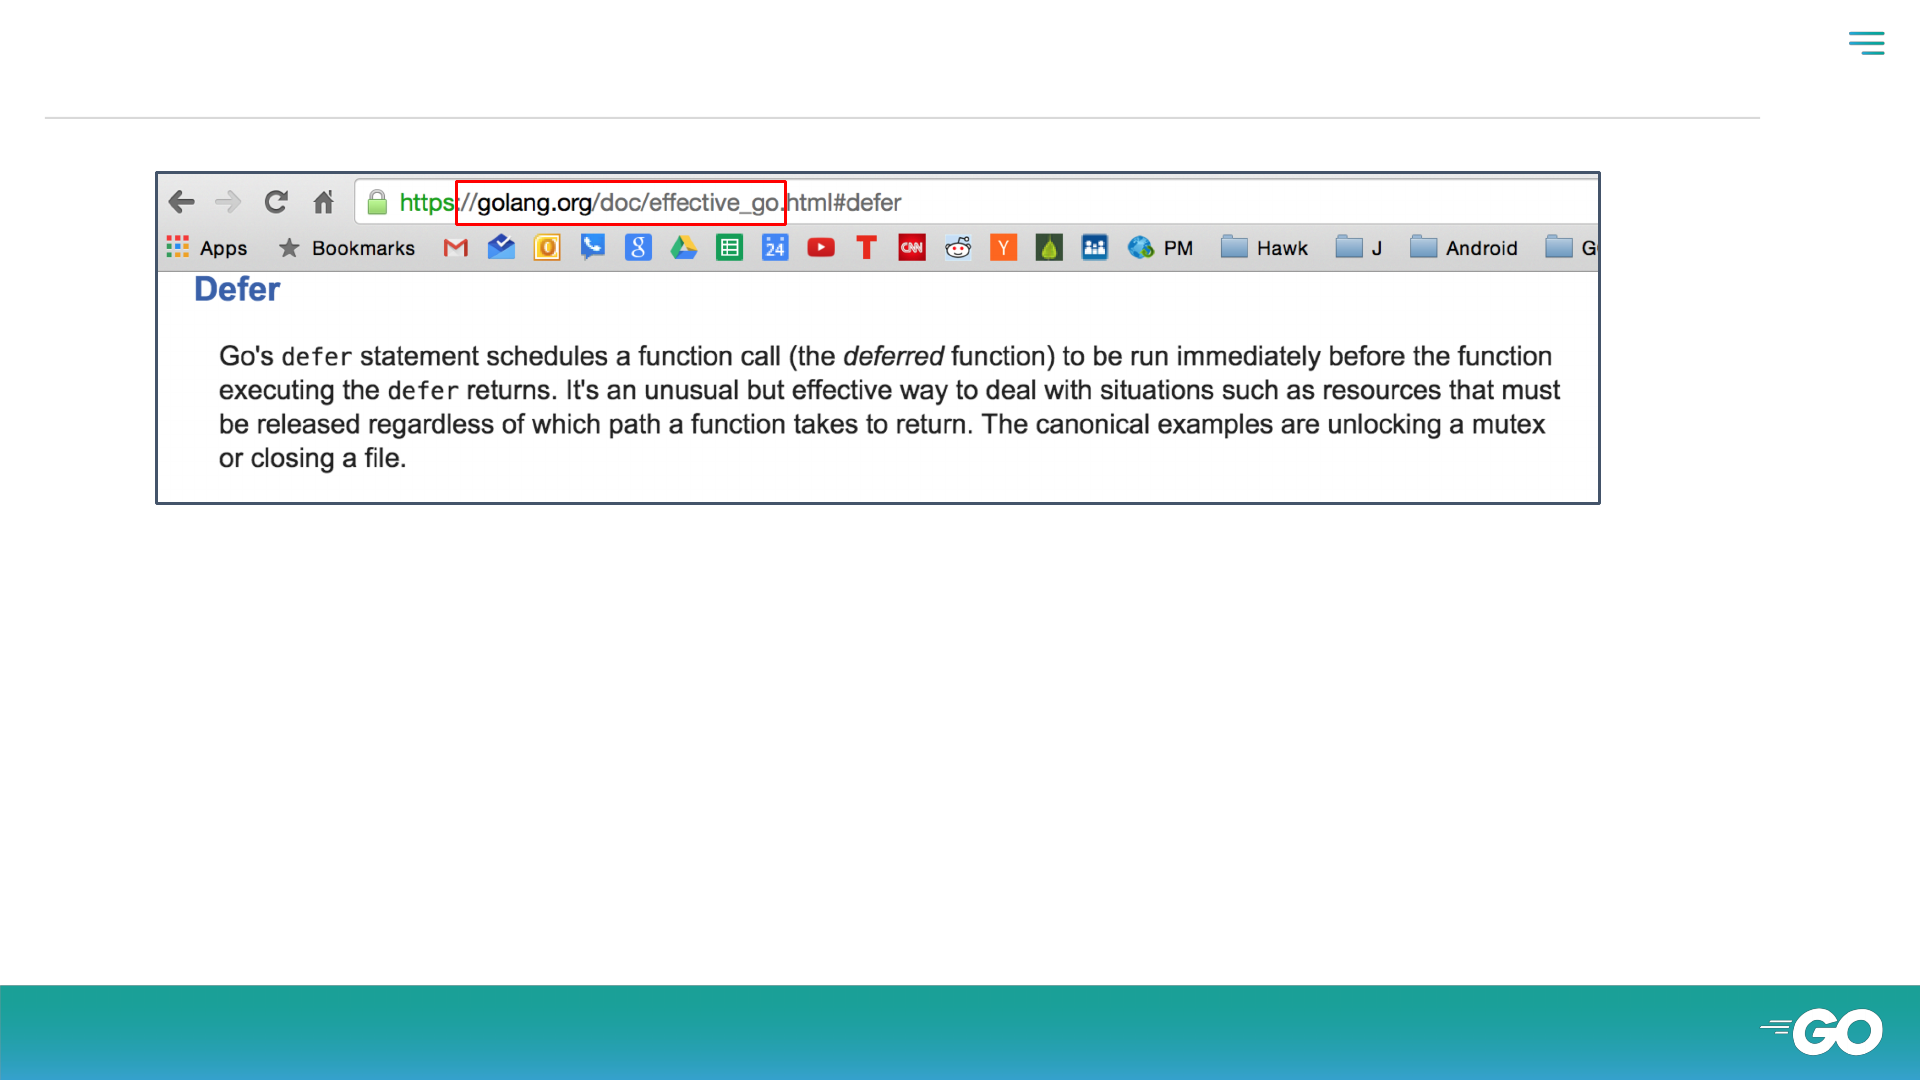 https://golang.org/doc/effective_go.html#defer
Apps Bookmarks 8 24 T CNN Y PM Hawk J Android
Defer
Go's defer statement schedules a function call (the deferred function) to be run immediately before the function
executing the defer returns. It's an unusual but effective way to deal with situations such as resources that must
be released regardless of which path a function takes to return. The canonical examples are unlocking a mutex
or closing a file.
GO